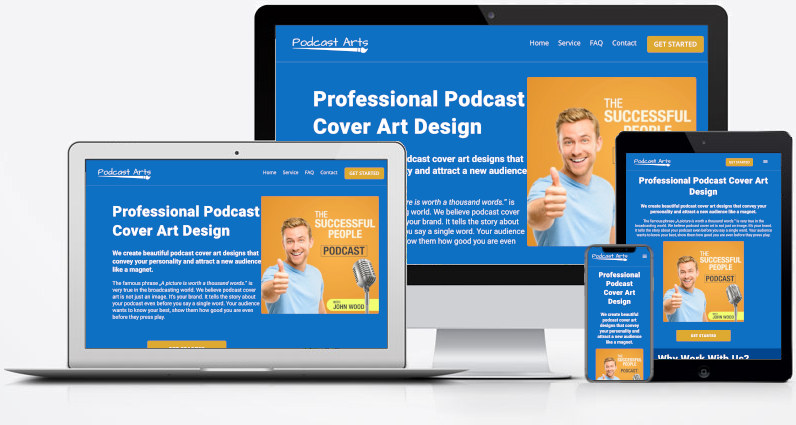 Podcast Arts
Home Service FAQ Contact GET STARTED
Professional Podcast
Cover Art Design
dcast cover art designs that
ty and attract a new audience
re is worth a thousand words." is
ng world. We believe podcast cover
your brand. It tells the story about
ou say a single word. Your audience
show them how good you are even
THE
SUCCESSFUL
PEOPLE
Podcast Arts
Home Service FAQ Contact GET STARTED
Professional Podcast
Cover Art Design
We create beautiful podcast cover art designs that
convey your personality and attract a new audience
like a magnet.
The famous phrase „A picture is worth a thousand words.” is
very true in the broadcasting world. We believe podcast cover
art is not just an image. It's your brand. It tells the story about
your podcast even before you say a single word. Your audience
wants to know your best, show them how good you are even
before they press play.
THE
SUCCESSFUL
PEOPLE
PODCAST
WITH
JOHN WOOD
Podcast Arts
GET STARTED
Professional Podcast Cover Art
Design
We create beautiful podcast cover art designs that convey your
personality and attract a new audience like a magnet.
The famous phrase „A picture is worth a thousand words.” is very true in the broadcasting
world. We believe podcast cover art is not just an image. It's your brand. It
tells the story about your podcast even before you say a single word. Your audience
wants to know your best, show them how good you are even before they press play.
THE
SUCCESSFUL
PEOPLE
PODCAST
WITH
JOHN WOOD
GET STARTED
Why Work With Us?
Podcast Arts
Professional
Podcast
Cover Art
Design
We create beautiful
podcast cover art
designs that convey
your personality and
attract a new audience
like a magnet.
THE
SUCCESSFUL
PEOPLE
PODCAST